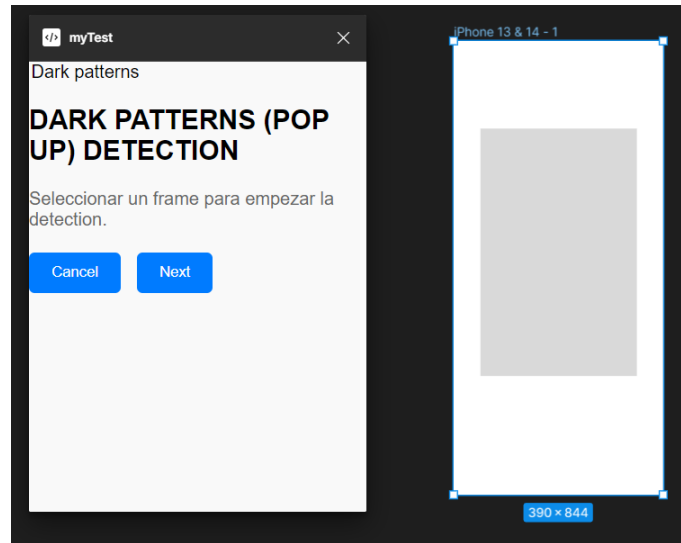 myTest
Dark patterns
DARK PATTERNS (POP
UP) DETECTION
Seleccionar un frame para empezar la
detection.
Cancel
Next
iPhone 13 & 14 - 1
390 × 844